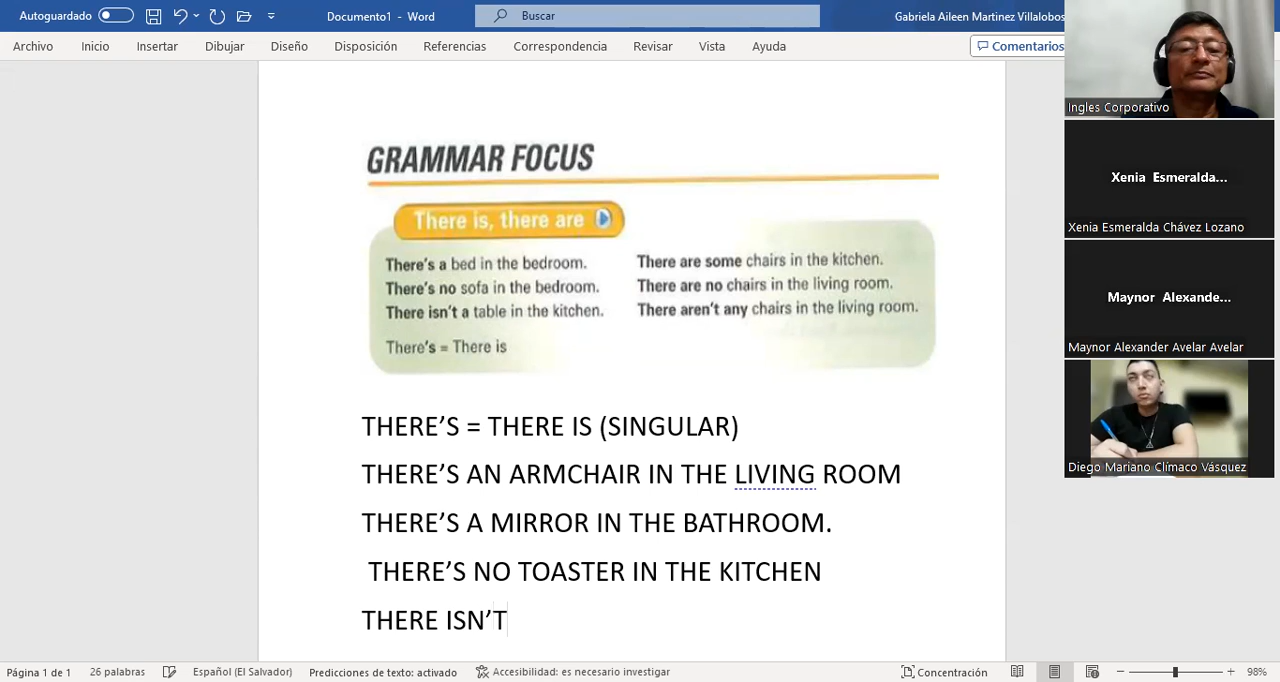 Autoguardado
Documento1 - Word
Buscar
Gabriela Aileen Martinez Villalobos
Archivo Inicio Insertar Dibujar Diseño Disposición Referencias Correspondencia Revisar Vista Ayuda
Comentarios
GRAMMAR FOCUS
There is, there are
There's a bed in the bedroom.
There's no sofa in the bedroom.
There isn't a table in the kitchen.
There's = There is
There are some chairs in the kitchen.
There are no chairs in the living room.
There aren't any chairs in the living room.
THERE’S = THERE IS (SINGULAR)
THERE’S AN ARMCHAIR IN THE LIVING ROOM
THERE’S A MIRROR IN THE BATHROOM.
THERE’S NO TOASTER IN THE KITCHEN
THERE ISN’T
Ingles Corporativo
Xenia Esmeralda...
Xenia Esmeralda Chávez Lozano
Maynor Alexande...
Maynor Alexander Avelar Avelar
Diego Mariano Clímaco Vásquez
Página 1 de 1 26 palabras Español (El Salvador) Predicciones de texto: activado Accesibilidad: es necesario investigar Concentración 98%